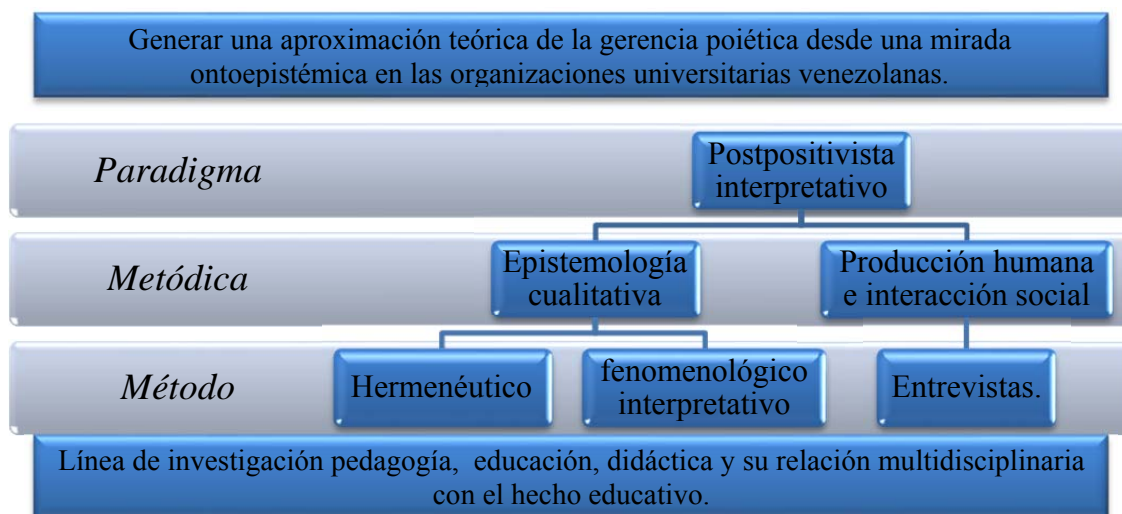 Generar una aproximación teórica de la gerencia poiética desde una mirada
ontoepistémica en las organizaciones universitarias venezolanas.
Paradigma
Postpositivista
interpretativo
Metódica
Epistemología
cualitativa
Producción humana
e interacción social
Método
Hermenéutico
fenomenológico
interpretativo
Entrevistas.
Línea de investigación pedagogía, educación, didáctica y su relación multidisciplinaria
con el hecho educativo.